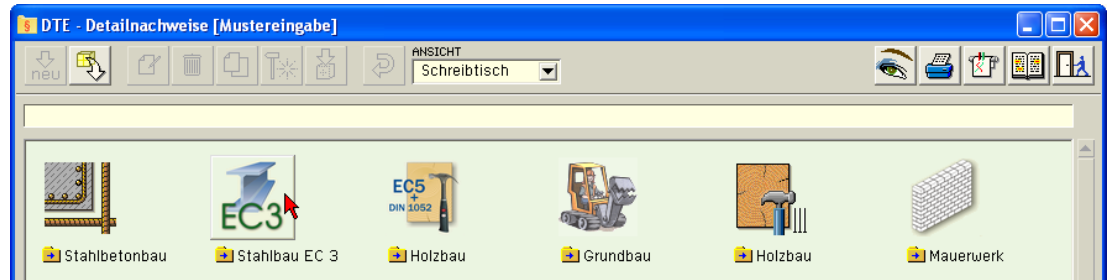 § DTE - Detailnachweise [Mustereingabe]
neu
ANSICHT
Schreibtisch
EC3
EC5
+
DIN 1052
Stahlbetonbau
Stahlbau EC 3
Holzbau
Grundbau
Holzbau
Mauerwerk